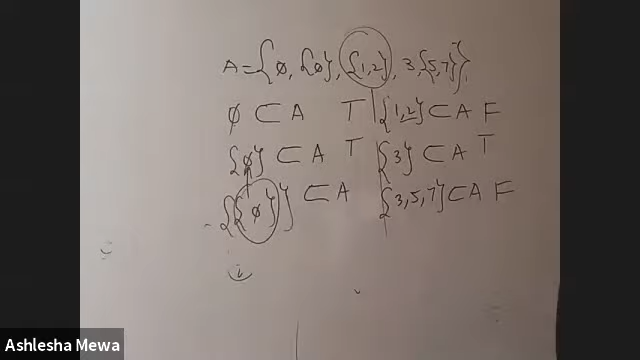 A = {φ, {φ}, {1,2}, 3, {5,7}}
φ ⊂ A T {1,2} ⊂ A F
{φ} ⊂ A T {3} ⊂ A T
{{φ}} ⊂ A {3,5,7} ⊂ A F
Ashlesha Mewa